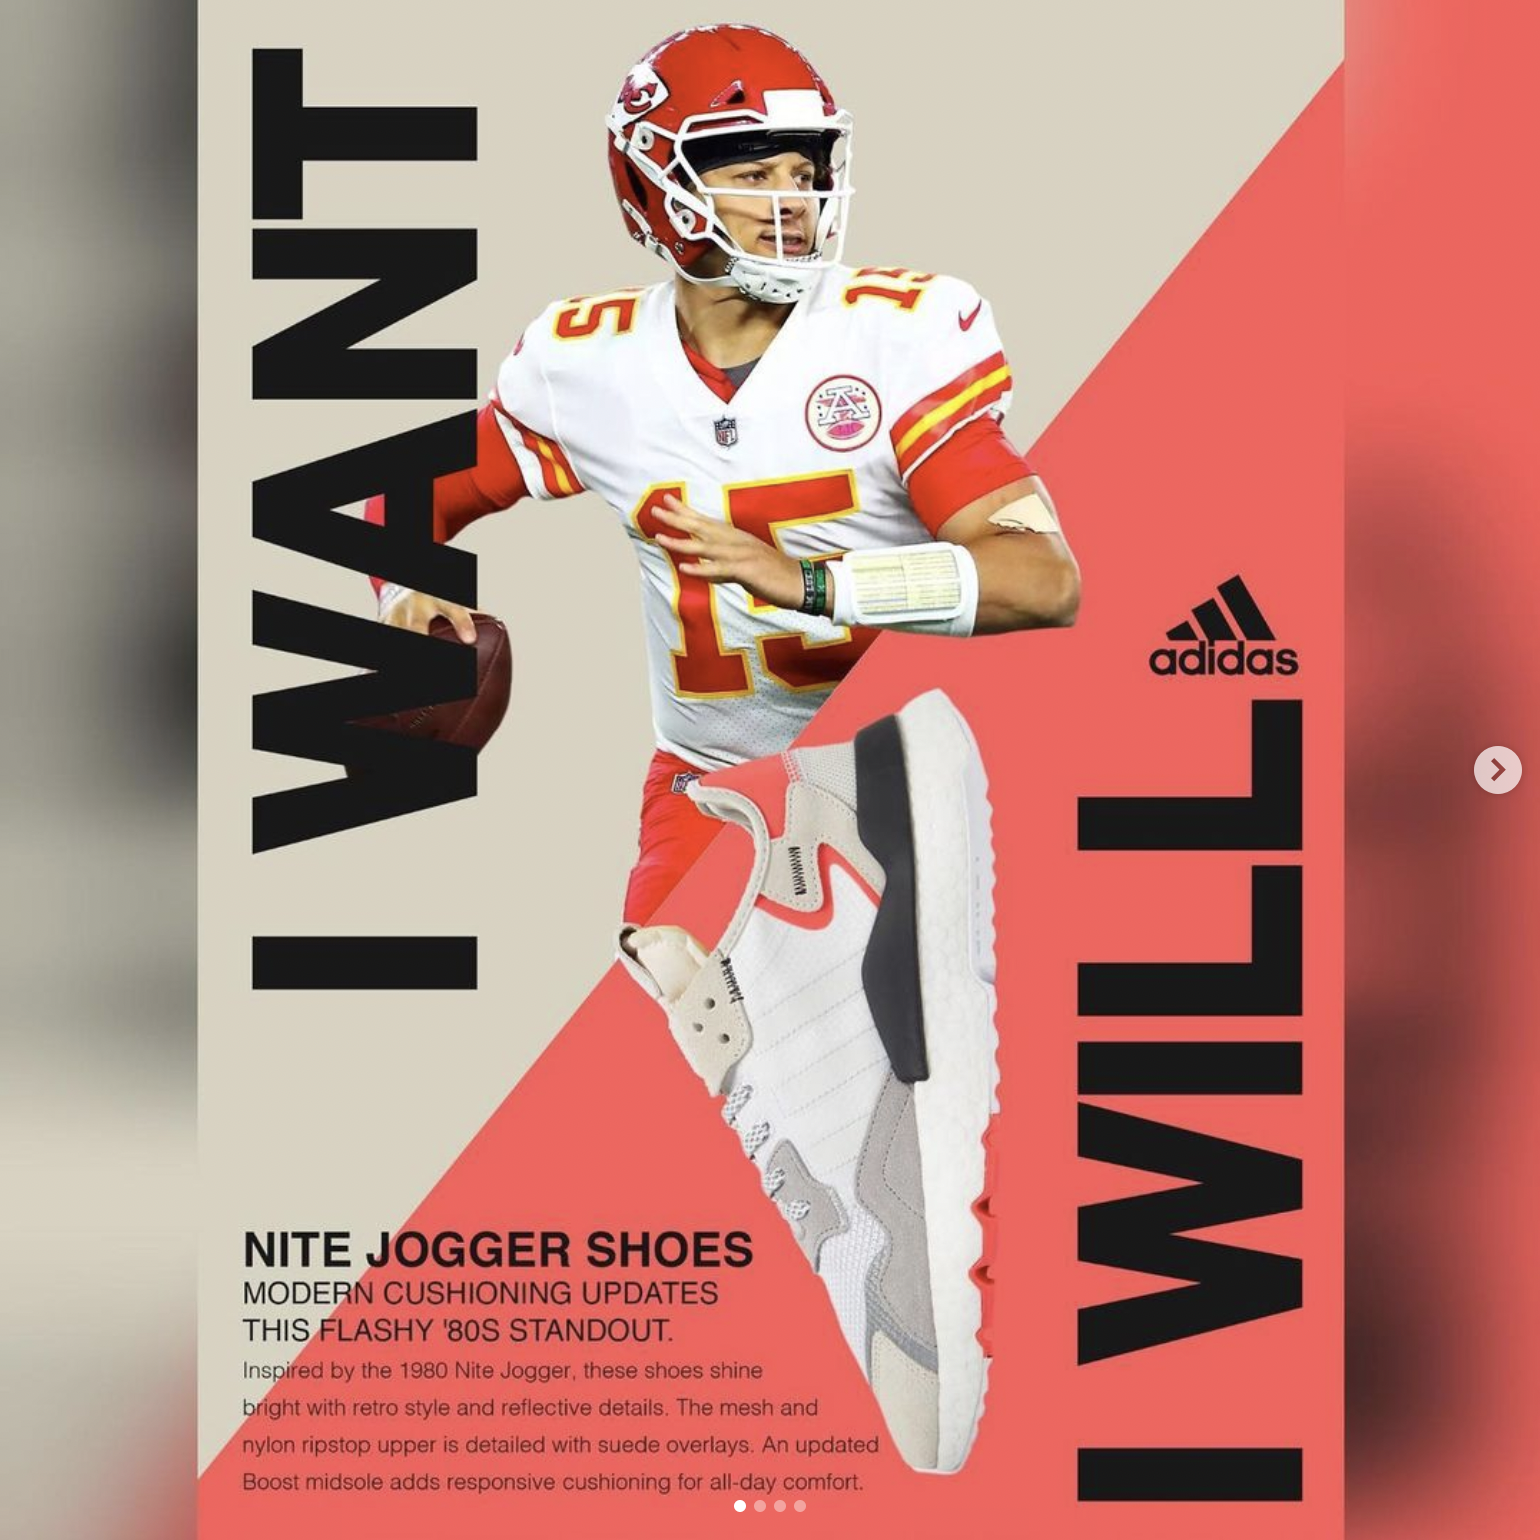 I WANT
15
15
NFL
A
15
adidas
I WILL
NITE JOGGER SHOES
MODERN CUSHIONING UPDATES
THIS FLASHY '80S STANDOUT.
Inspired by the 1980 Nite Jogger, these shoes shine
bright with retro style and reflective details. The mesh and
nylon ripstop upper is detailed with suede overlays. An updated
Boost midsole adds responsive cushioning for all-day comfort.